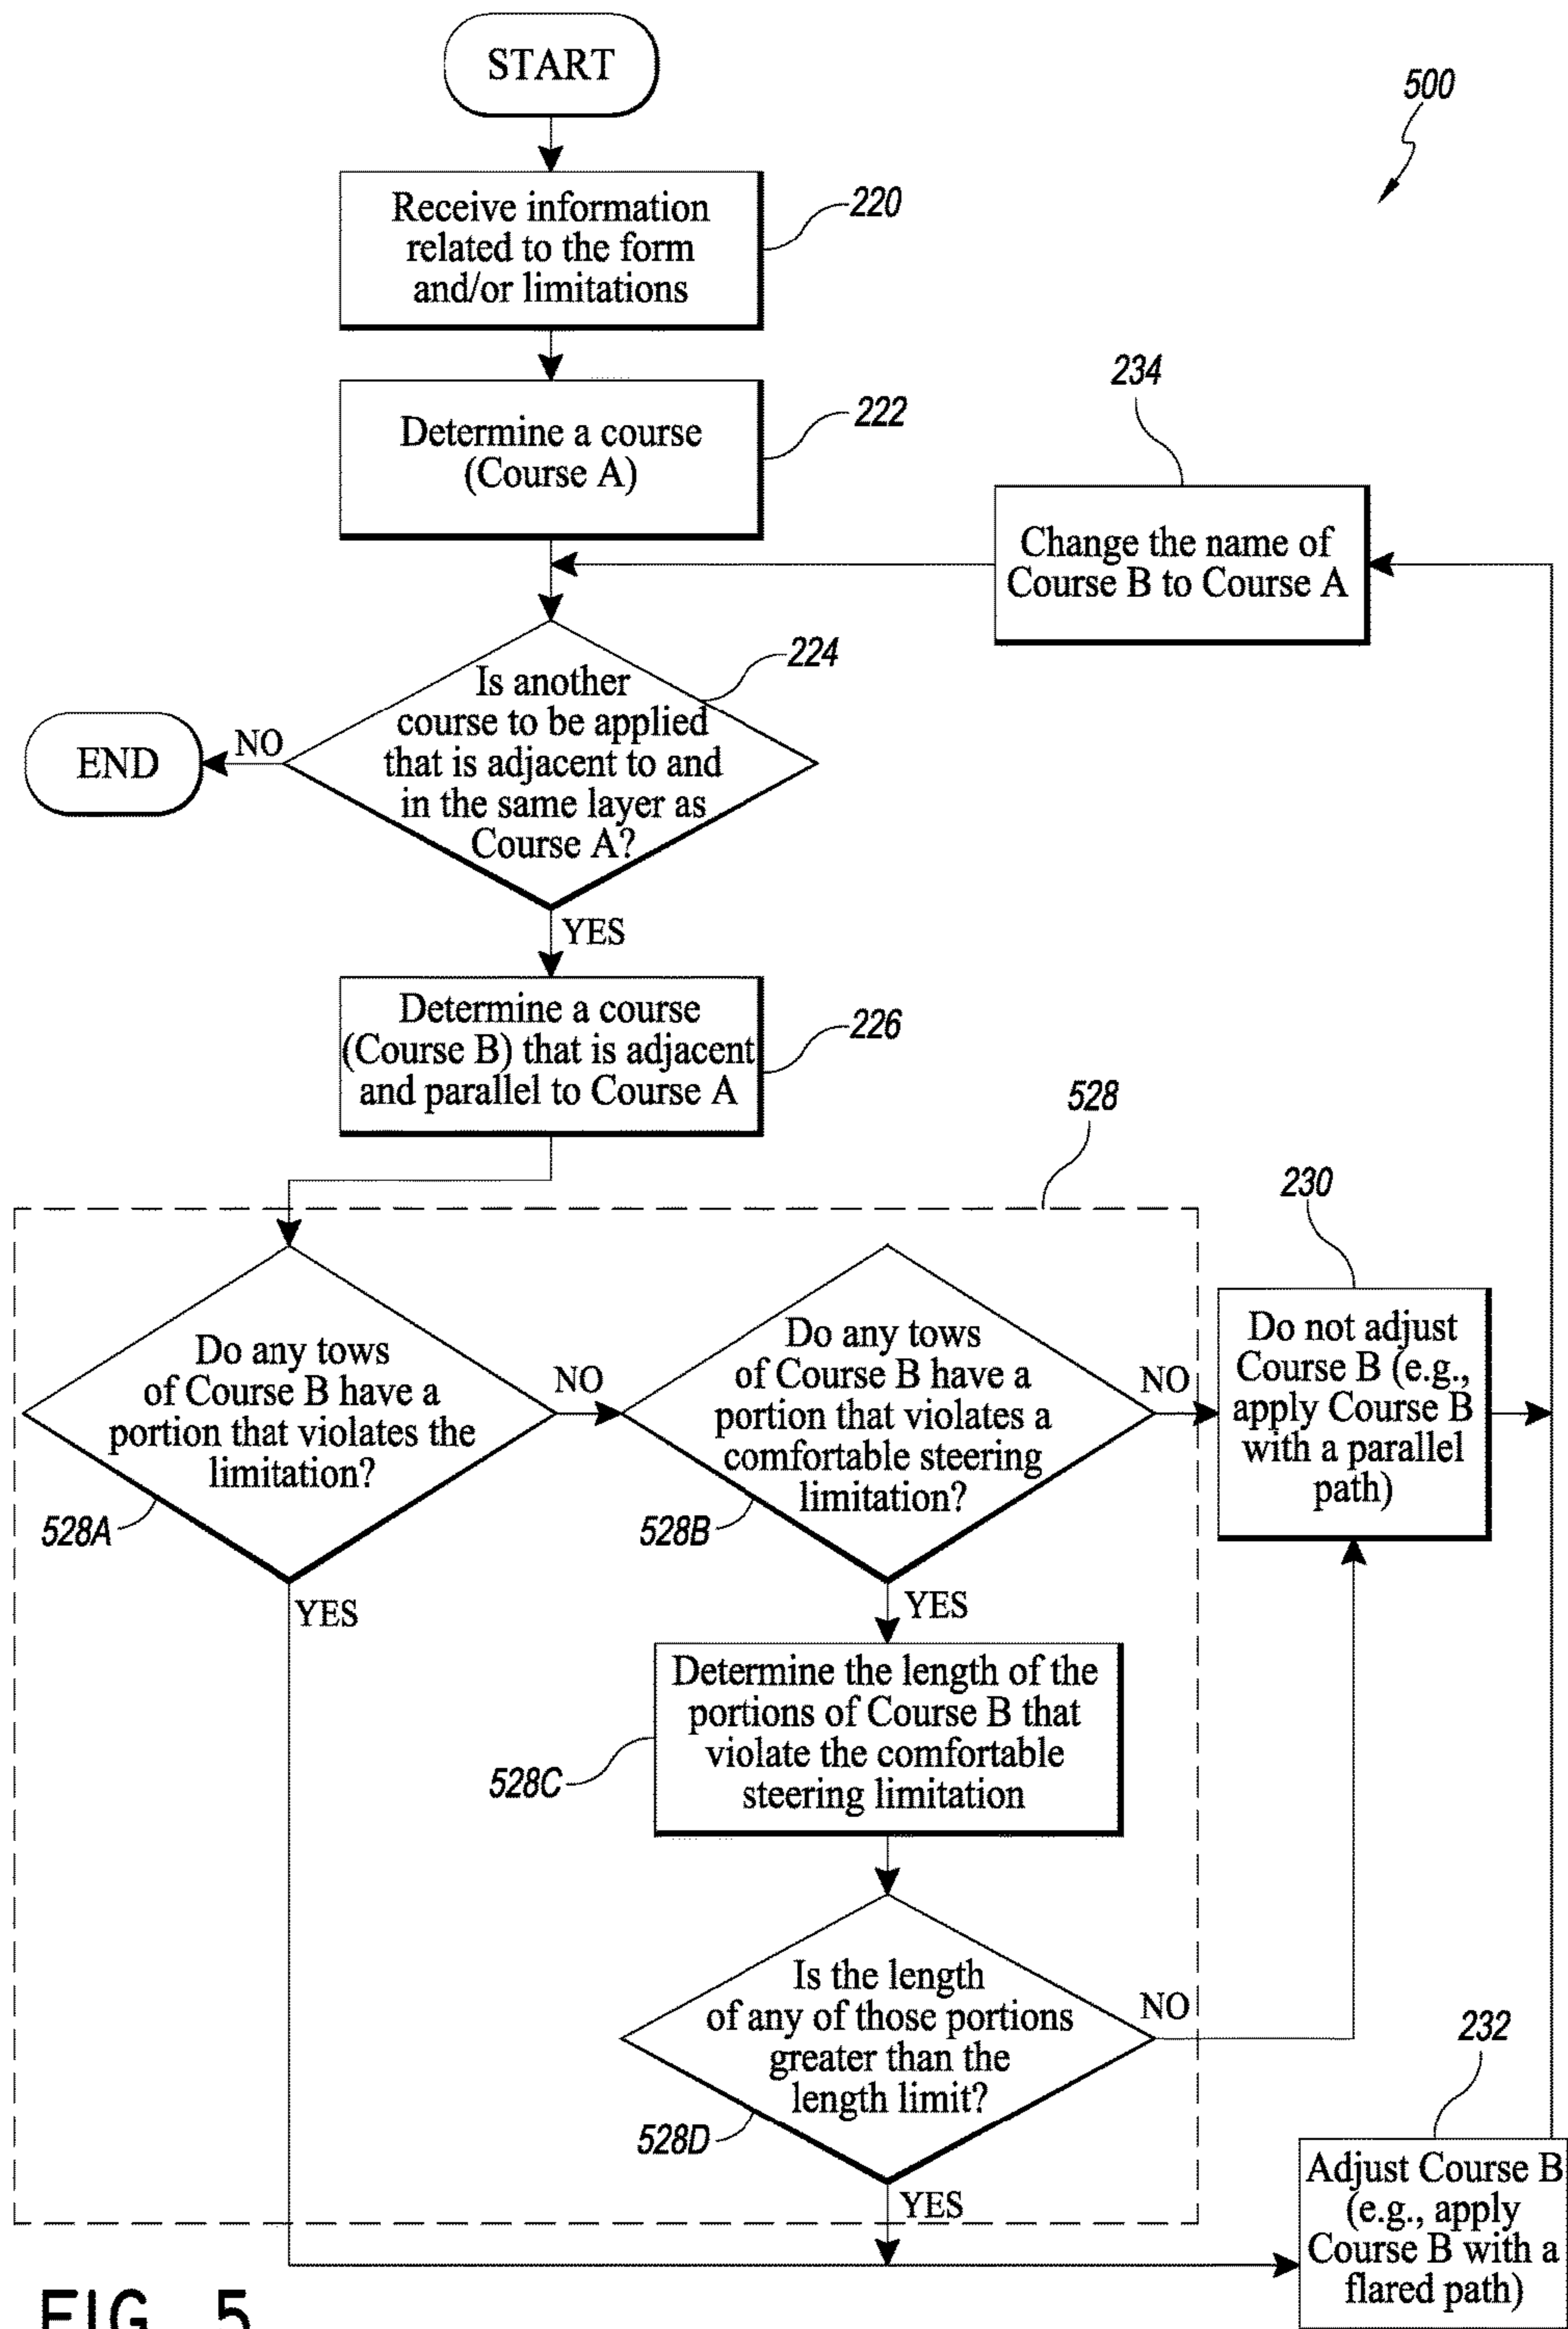 START
500
Receive information
related to the form
and/or limitations
220
Determine a course
(Course A)
222
234
Change the name of
Course B to Course A
Is another
course to be applied
that is adjacent to and
in the same layer as
Course A?
224
NO
END
YES
Determine a course
(Course B) that is adjacent
and parallel to Course A
226
528
Do any tows
of Course B have a
portion that violates the
limitation?
528A
NO
YES
Do any tows
of Course B have a
portion that violates a
comfortable steering
limitation?
528B
NO
YES
230
Do not adjust
Course B (e.g.,
apply Course B
with a parallel
path)
Determine the length of the
portions of Course B that
violate the comfortable
steering limitation
528C
Is the length
of any of those portions
greater than the
length limit?
528D
NO
YES
232
Adjust Course B
(e.g., apply
Course B with a
flared path)
FIG. 5